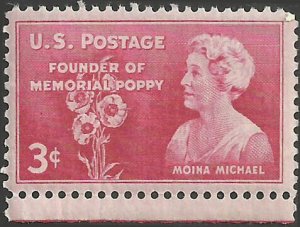 U.S. POSTAGE
FOUNDER OF
MEMORIAL POPPY
3¢
MOINA MICHAEL